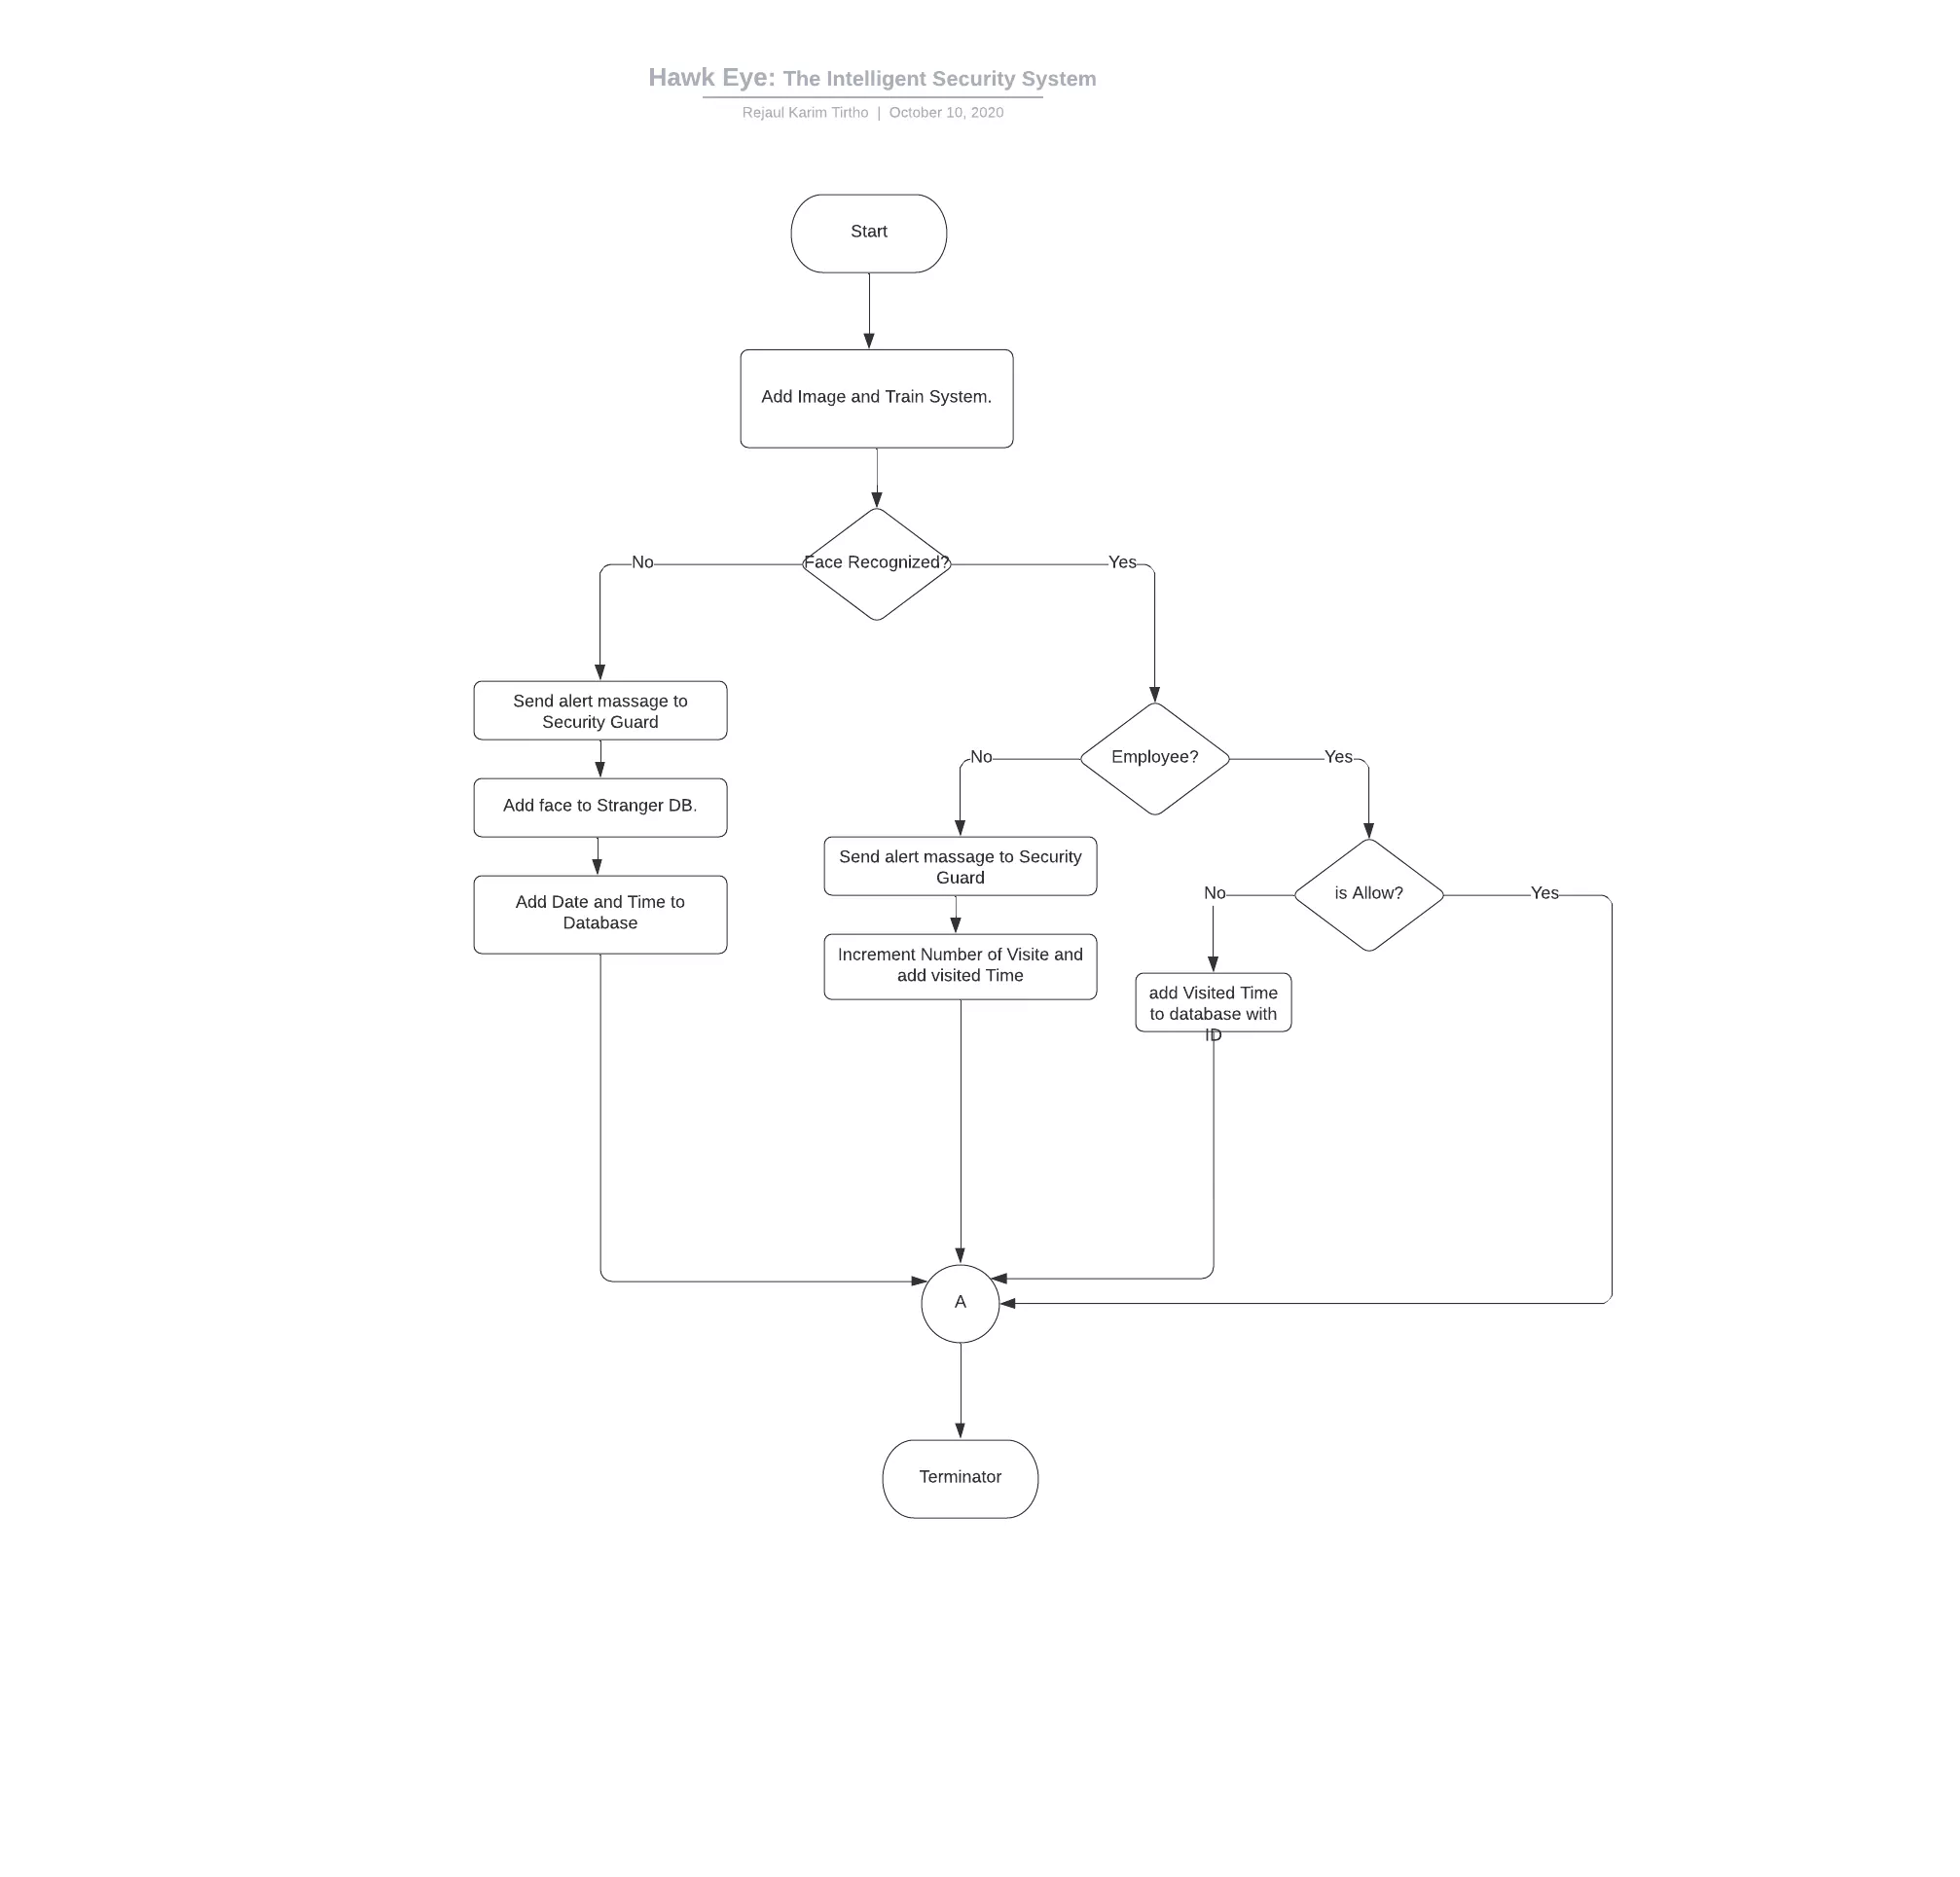 Hawk Eye: The Intelligent Security System
Rejaul Karim Tirtho | October 10, 2020
Start
Add Image and Train System.
Face Recognized?
No
Yes
Send alert massage to
Security Guard
Add face to Stranger DB.
Add Date and Time to
Database
Employee?
No
Yes
Send alert massage to Security
Guard
Increment Number of Visite and
add visited Time
is Allow?
No
Yes
add Visited Time
to database with
ID
A
Terminator